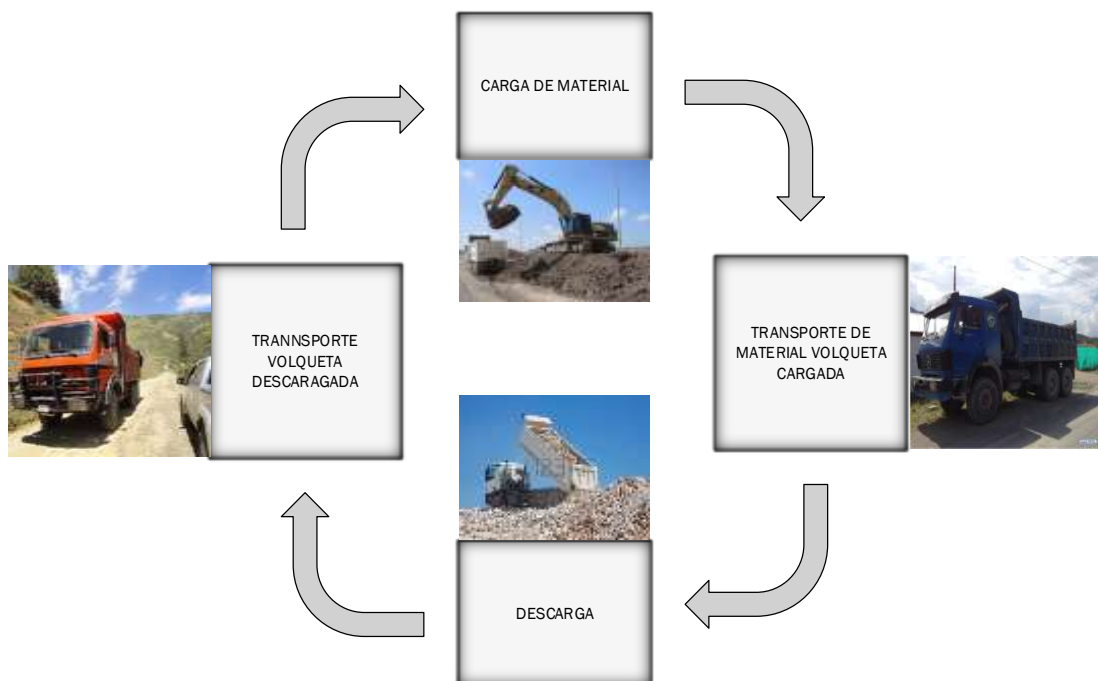 CARGA DE MATERIAL
TRANNSPORTE
VOLQUETA
DESCARAGADA
TRANSPORTE DE
MATERIAL VOLQUETA
CARGADA
DESCARGA